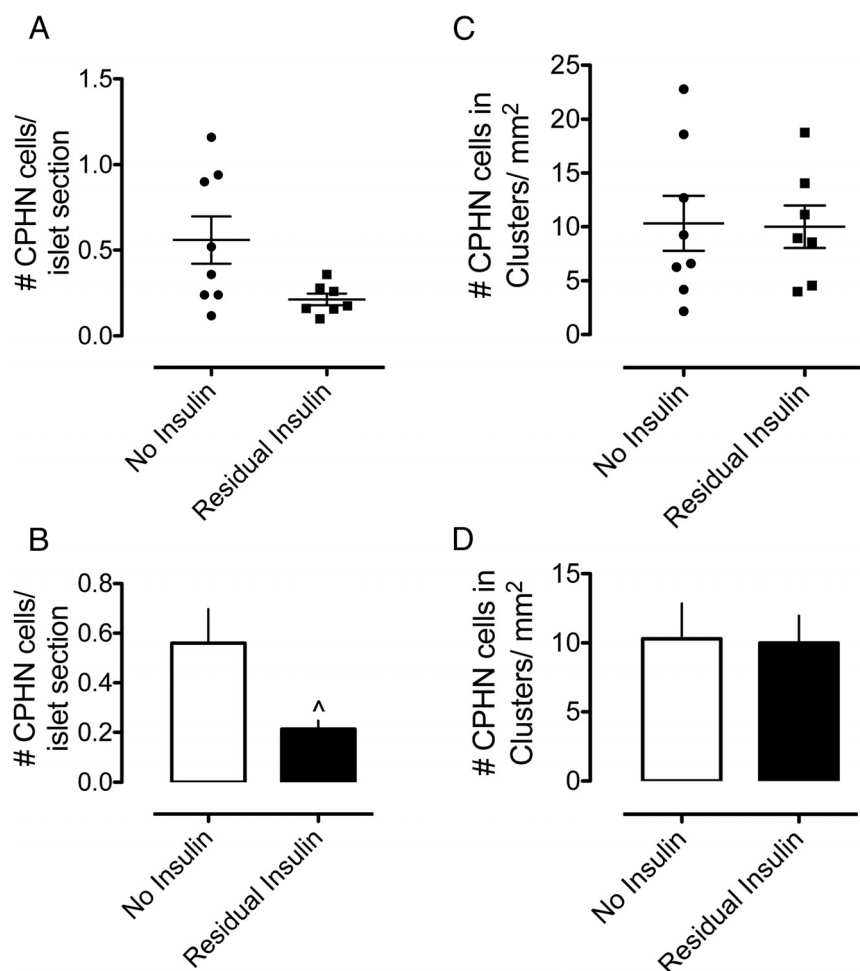 A
# CPHN cells/
islet section
1.5
1.0
0.5
0.0
No Insulin
Residual Insulin
C
# CPHN cells in
Clusters/ mm²
25
20
15
10
5
0
No Insulin
Residual Insulin
B
# CPHN cells/
islet section
0.8
0.6
0.4
0.2
0.0
^
No Insulin
Residual Insulin
D
# CPHN cells in
Clusters/ mm²
15
10
5
0
No Insulin
Residual Insulin